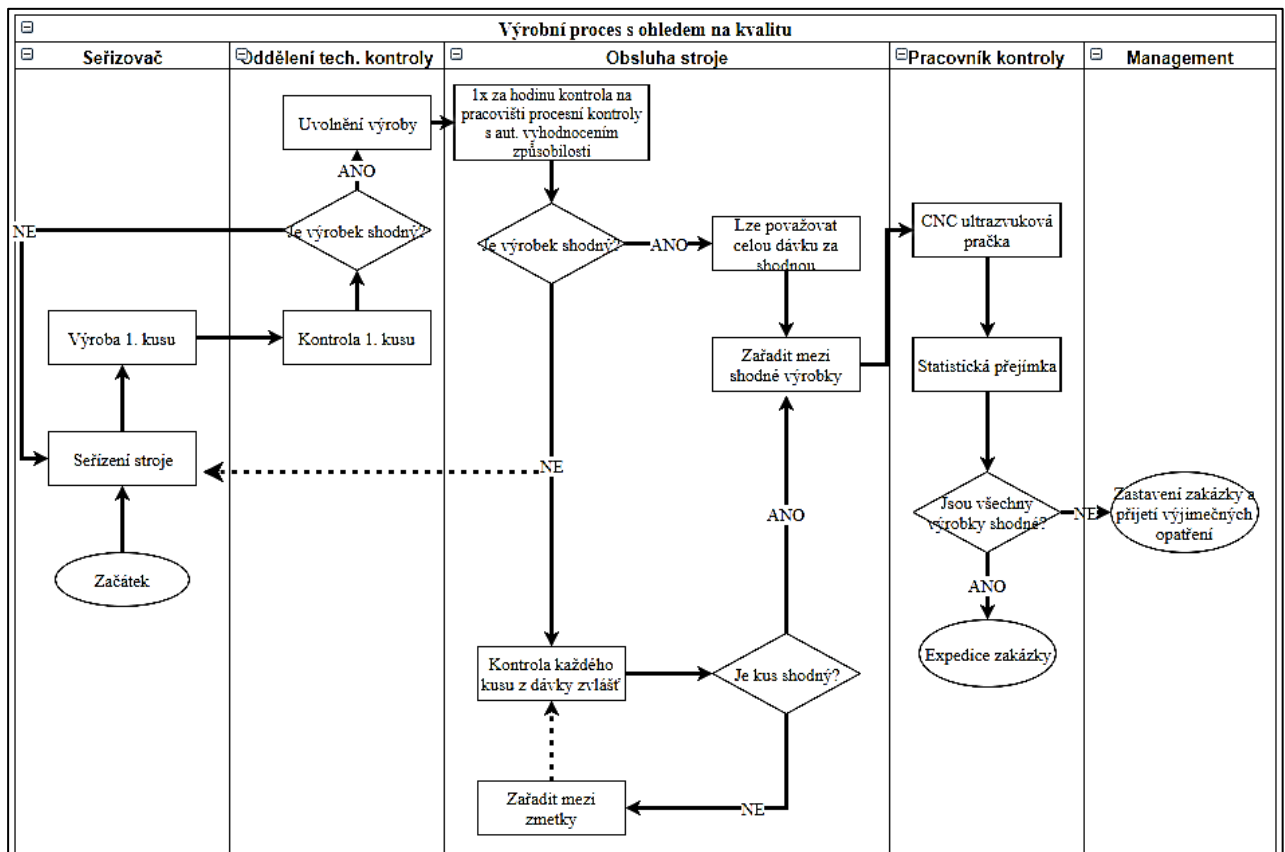 Výrobní proces s ohledem na kvalitu
Seřizovač
Oddělení tech. kontroly
Obsluha stroje
Pracovník kontroly
Management
Uvolnění výroby
1x za hodinu kontrola na
pracovišti procesní kontroly
s aut. vyhodnocením
způsobilosti
ANO
NE
Je výrobek shodný?
Je výrobek shodný?
ANO
Lze považovat
celou dávku za
shodnou
CNC ultrazvuková
pračka
Výroba 1. kusu
Kontrola 1. kusu
Zařadit mezi
shodné výrobky
Statistická přejímka
Seřízení stroje
NE
ANO
Jsou všechny
výrobky shodné?
NE
Zastavení zakázky a
přijetí výjimečných
opatření
Začátek
ANO
Expedice zakázky
Kontrola každého
kusu z dávky zvlášť
Je kus shodný?
Zařadit mezi
zmetky
NE